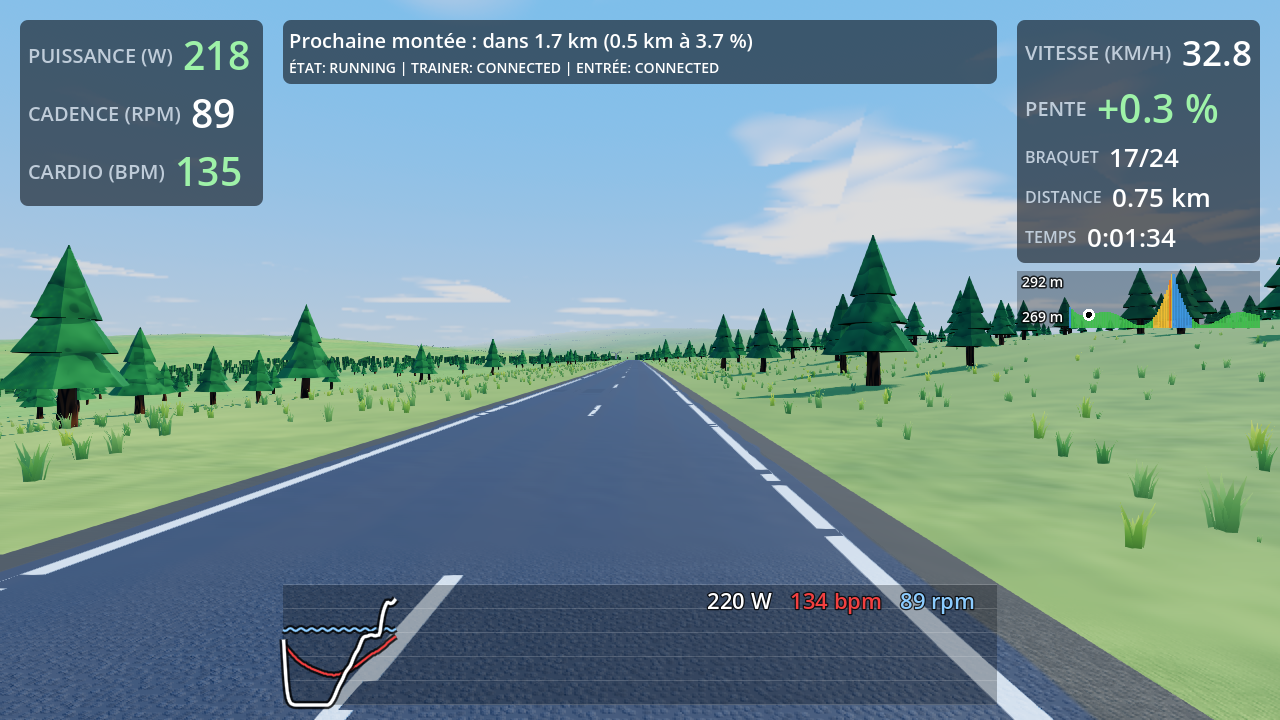 PUISSANCE (W) 218
CADENCE (RPM) 89
CARDIO (BPM) 135
Prochaine montée : dans 1.7 km (0.5 km à 3.7 %)
ÉTAT: RUNNING | TRAINER: CONNECTED | ENTRÉE: CONNECTED
VITESSE (KM/H) 32.8
PENTE +0.3 %
BRAQUET 17/24
DISTANCE 0.75 km
TEMPS 0:01:34
292 m
269 m
220 W 134 bpm 89 rpm